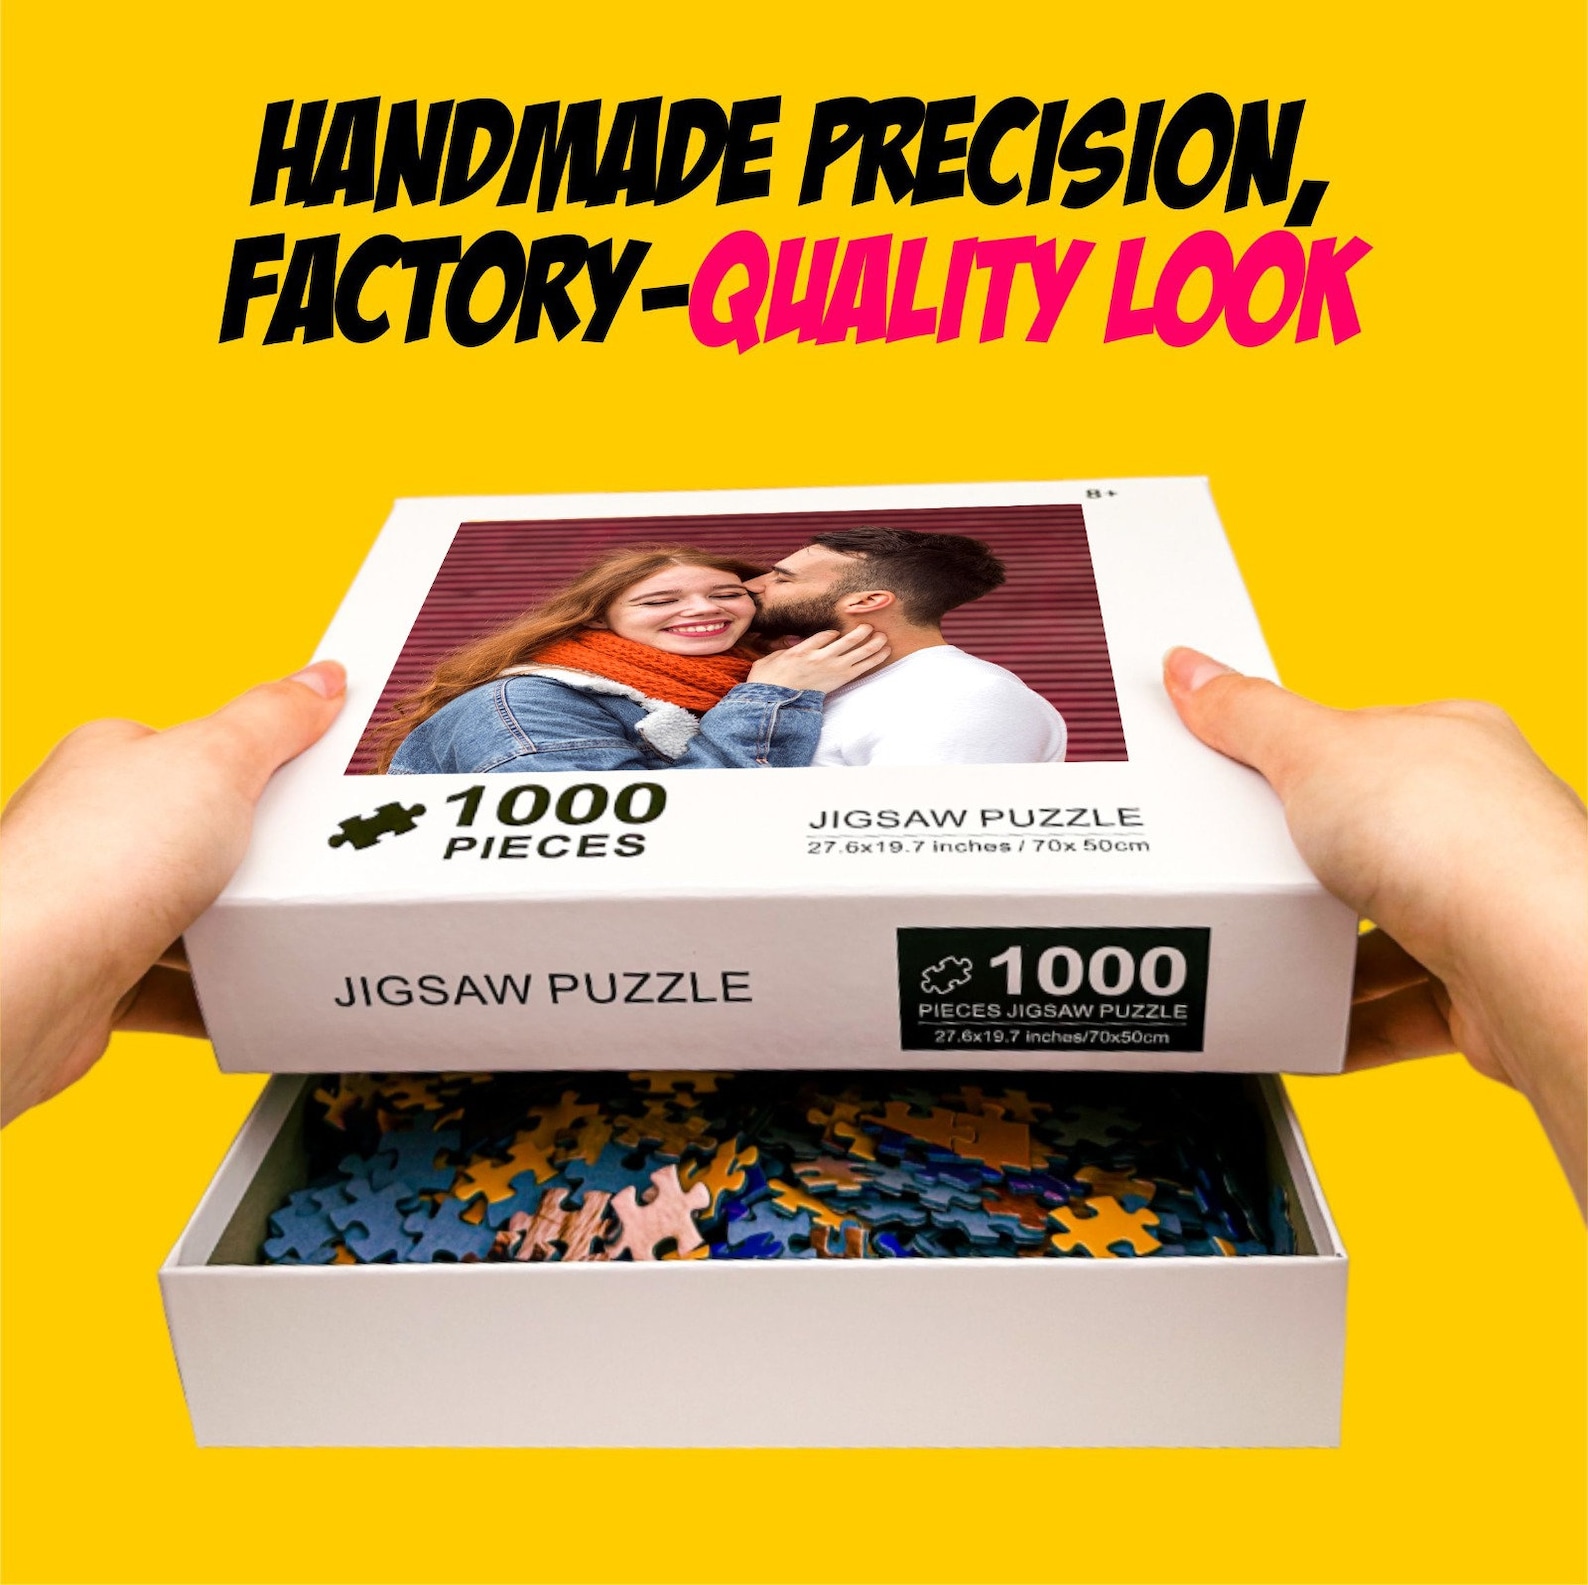 HANDMADE PRECISION,
FACTORY-QUALITY LOOK
8+
1000
PIECES
JIGSAW PUZZLE
27.6x19.7 inches / 70x 50cm
JIGSAW PUZZLE
1000
PIECES JIGSAW PUZZLE
27.6x19.7 inches/70x50cm